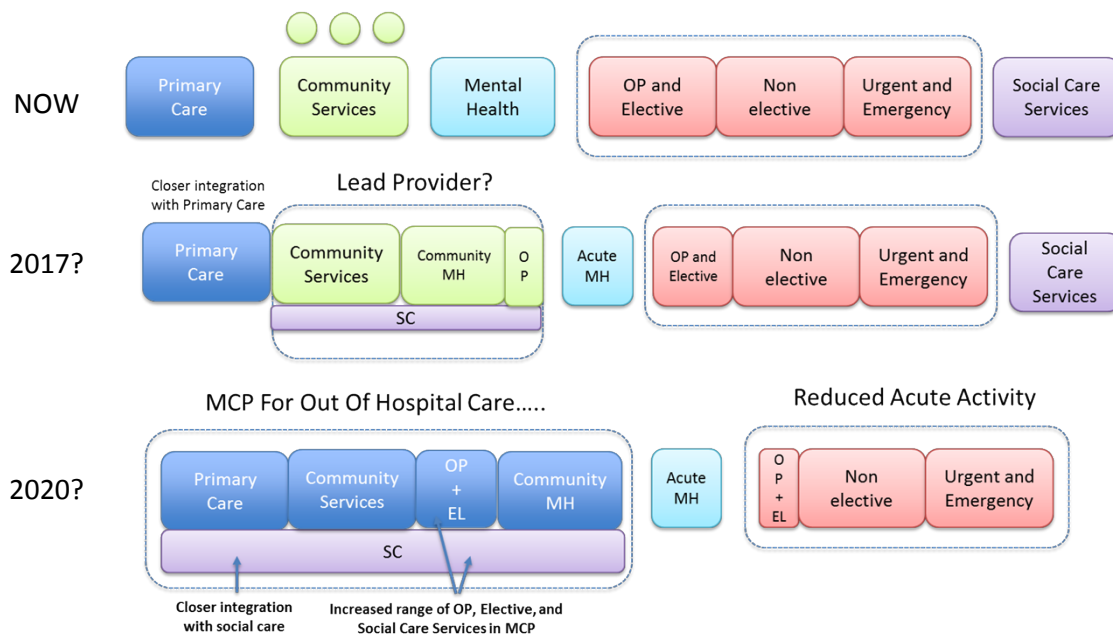 NOW
Primary
Care
Community
Services
Mental
Health
OP and
Elective
Non
elective
Urgent and
Emergency
Social Care
Services
2017?
Closer integration
with Primary Care
Lead Provider?
Primary
Care
Community
Services
Community
MH
O
P
SC
Acute
MH
OP and
Elective
Non
elective
Urgent and
Emergency
Social
Care
Services
2020?
MCP For Out Of Hospital Care…..
Reduced Acute Activity
Primary
Care
Community
Services
OP
+
EL
Community
MH
SC
Acute
MH
O
P
+
EL
Non
elective
Urgent and
Emergency
Closer integration
with social care
Increased range of OP, Elective, and
Social Care Services in MCP